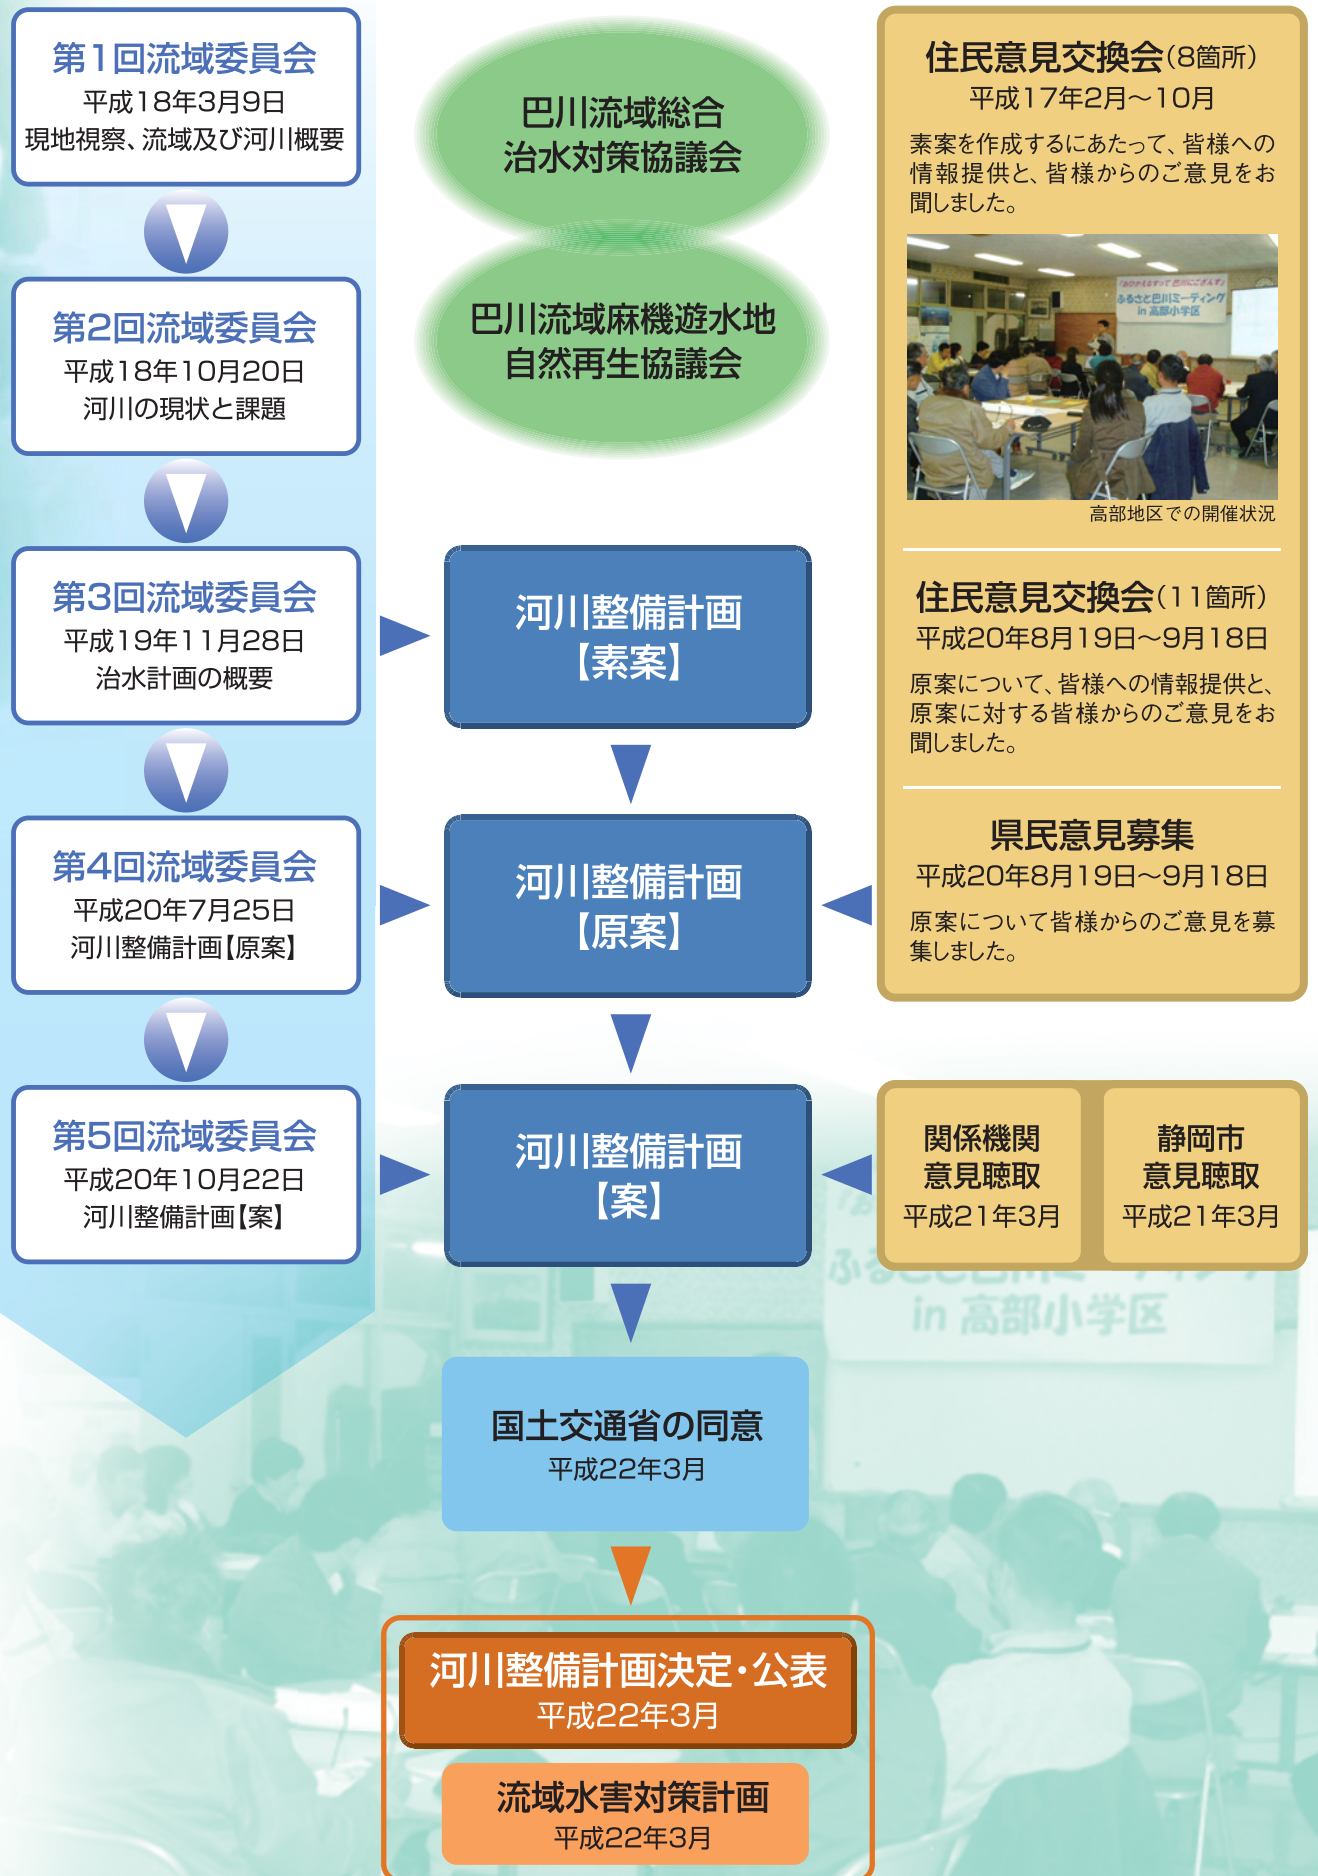 第1回流域委員会
平成18年3月9日
現地視察、流域及び河川概要
第2回流域委員会
平成18年10月20日
河川の現状と課題
第3回流域委員会
平成19年11月28日
治水計画の概要
第4回流域委員会
平成20年7月25日
河川整備計画【原案】
第5回流域委員会
平成20年10月22日
河川整備計画【案】
巴川流域総合
治水対策協議会
巴川流域麻機遊水地
自然再生協議会
河川整備計画
【素案】
河川整備計画
【原案】
河川整備計画
【案】
国土交通省の同意
平成22年3月
河川整備計画決定・公表
平成22年3月
流域水害対策計画
平成22年3月
住民意見交換会(8箇所)
平成17年2月〜10月
素案を作成するにあたって、皆様への
情報提供と、皆様からのご意見をお
聞しました。
ふるさと巴川ミーティング
in 高部小学区
高部地区での開催状況
住民意見交換会(11箇所)
平成20年8月19日〜9月18日
原案について、皆様への情報提供と、
原案に対する皆様からのご意見をお
聞しました。
県民意見募集
平成20年8月19日〜9月18日
原案について皆様からのご意見を募
集しました。
関係機関
意見聴取
平成21年3月
静岡市
意見聴取
平成21年3月
in 高部小学区